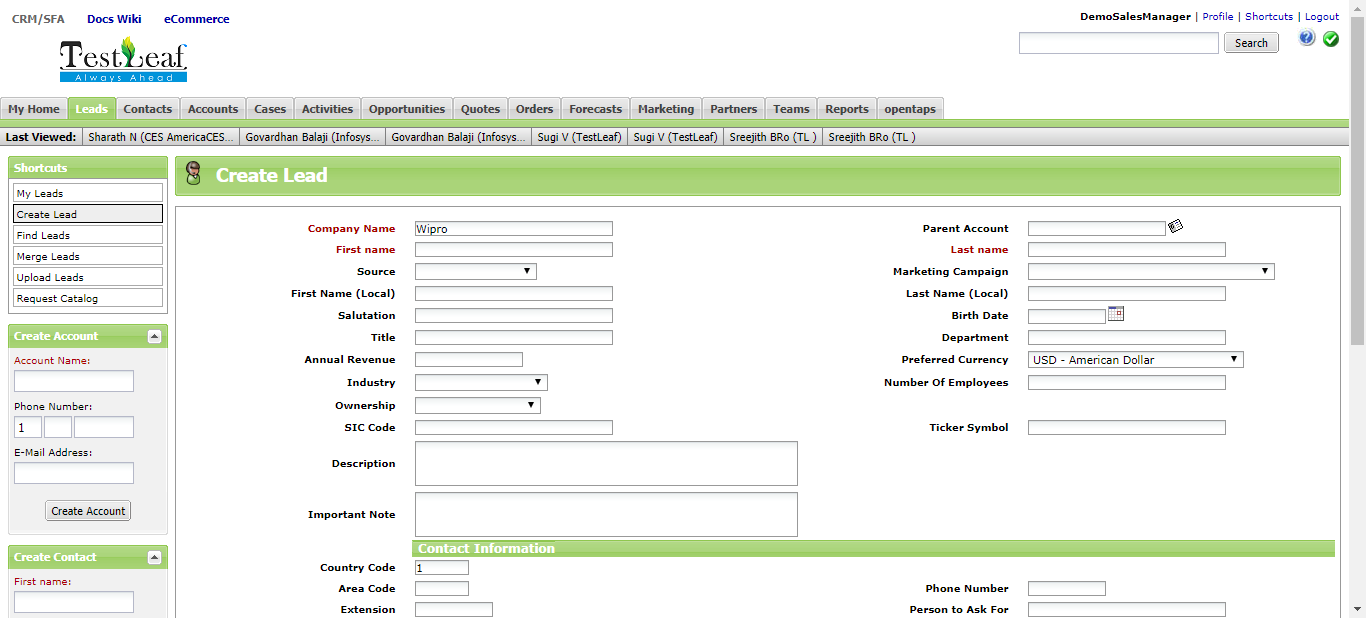 CRM/SFA Docs Wiki eCommerce
DemoSalesManager | Profile | Shortcuts | Logout
TestLeaf
Always Ahead
Search
?
My Home Leads Contacts Accounts Cases Activities Opportunities Quotes Orders Forecasts Marketing Partners Teams Reports opentaps
Last Viewed: Sharath N (CES AmericaCES... Govardhan Balaji (Infosys... Govardhan Balaji (Infosys... Sugi V (TestLeaf) Sugi V (TestLeaf) Sreejith BRo (TL ) Sreejith BRo (TL )
Shortcuts
My Leads
Create Lead
Find Leads
Merge Leads
Upload Leads
Request Catalog
Create Account
Account Name:
Phone Number:
1
E-Mail Address:
Create Account
Create Contact
First name:
Create Lead
Company Name Wipro Parent Account
First name Last name
Source Marketing Campaign
First Name (Local) Last Name (Local)
Salutation Birth Date
Title Department
Annual Revenue Preferred Currency USD - American Dollar
Industry Number Of Employees
Ownership
SIC Code Ticker Symbol
Description
Important Note
Contact Information
Country Code 1
Area Code Phone Number
Extension Person to Ask For